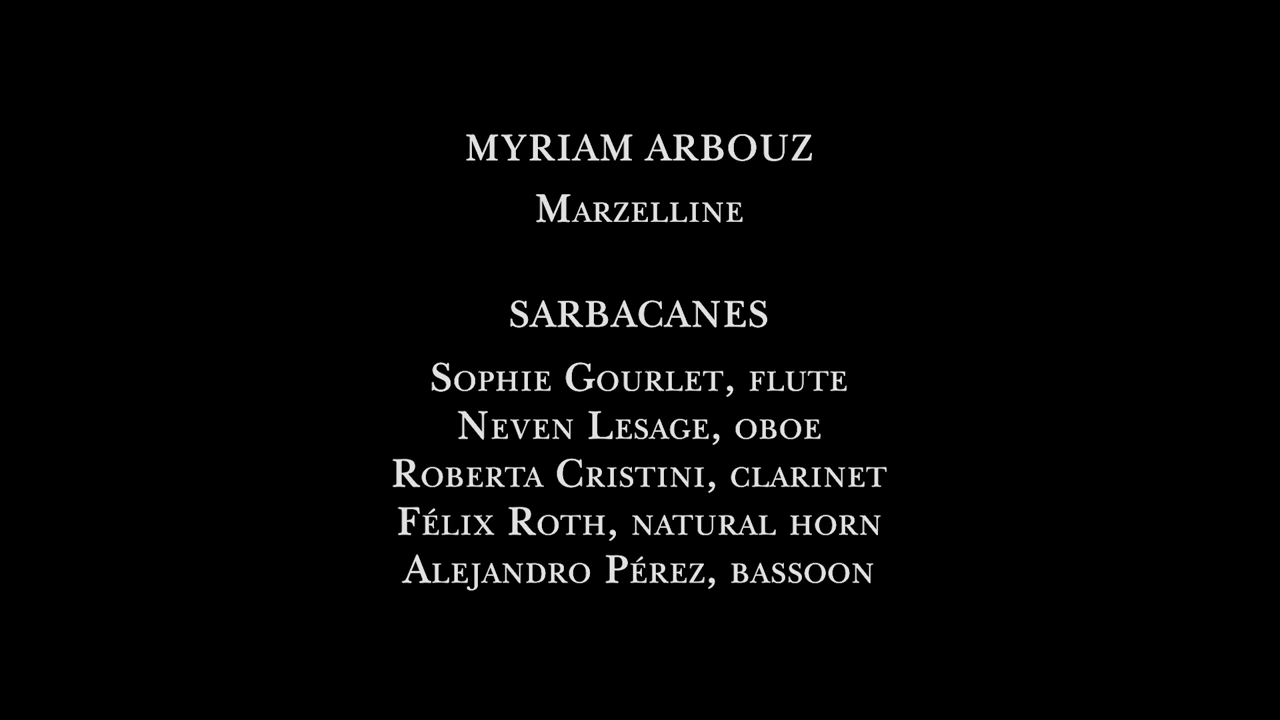 MYRIAM ARBOUZ
Marzelline
SARBACANES
Sophie Gourlet, flute
Neven Lesage, oboe
Roberta Cristini, clarinet
Félix Roth, natural horn
Alejandro Pérez, bassoon